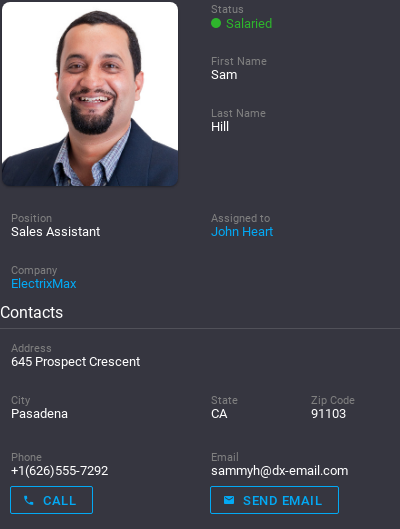 Status
Salaried
First Name
Sam
Last Name
Hill
Position
Sales Assistant
Assigned to
John Heart
Company
ElectrixMax
Contacts
Address
645 Prospect Crescent
City
Pasadena
State
CA
Zip Code
91103
Phone
+1(626)555-7292
Email
sammyh@dx-email.com
CALL
SEND EMAIL